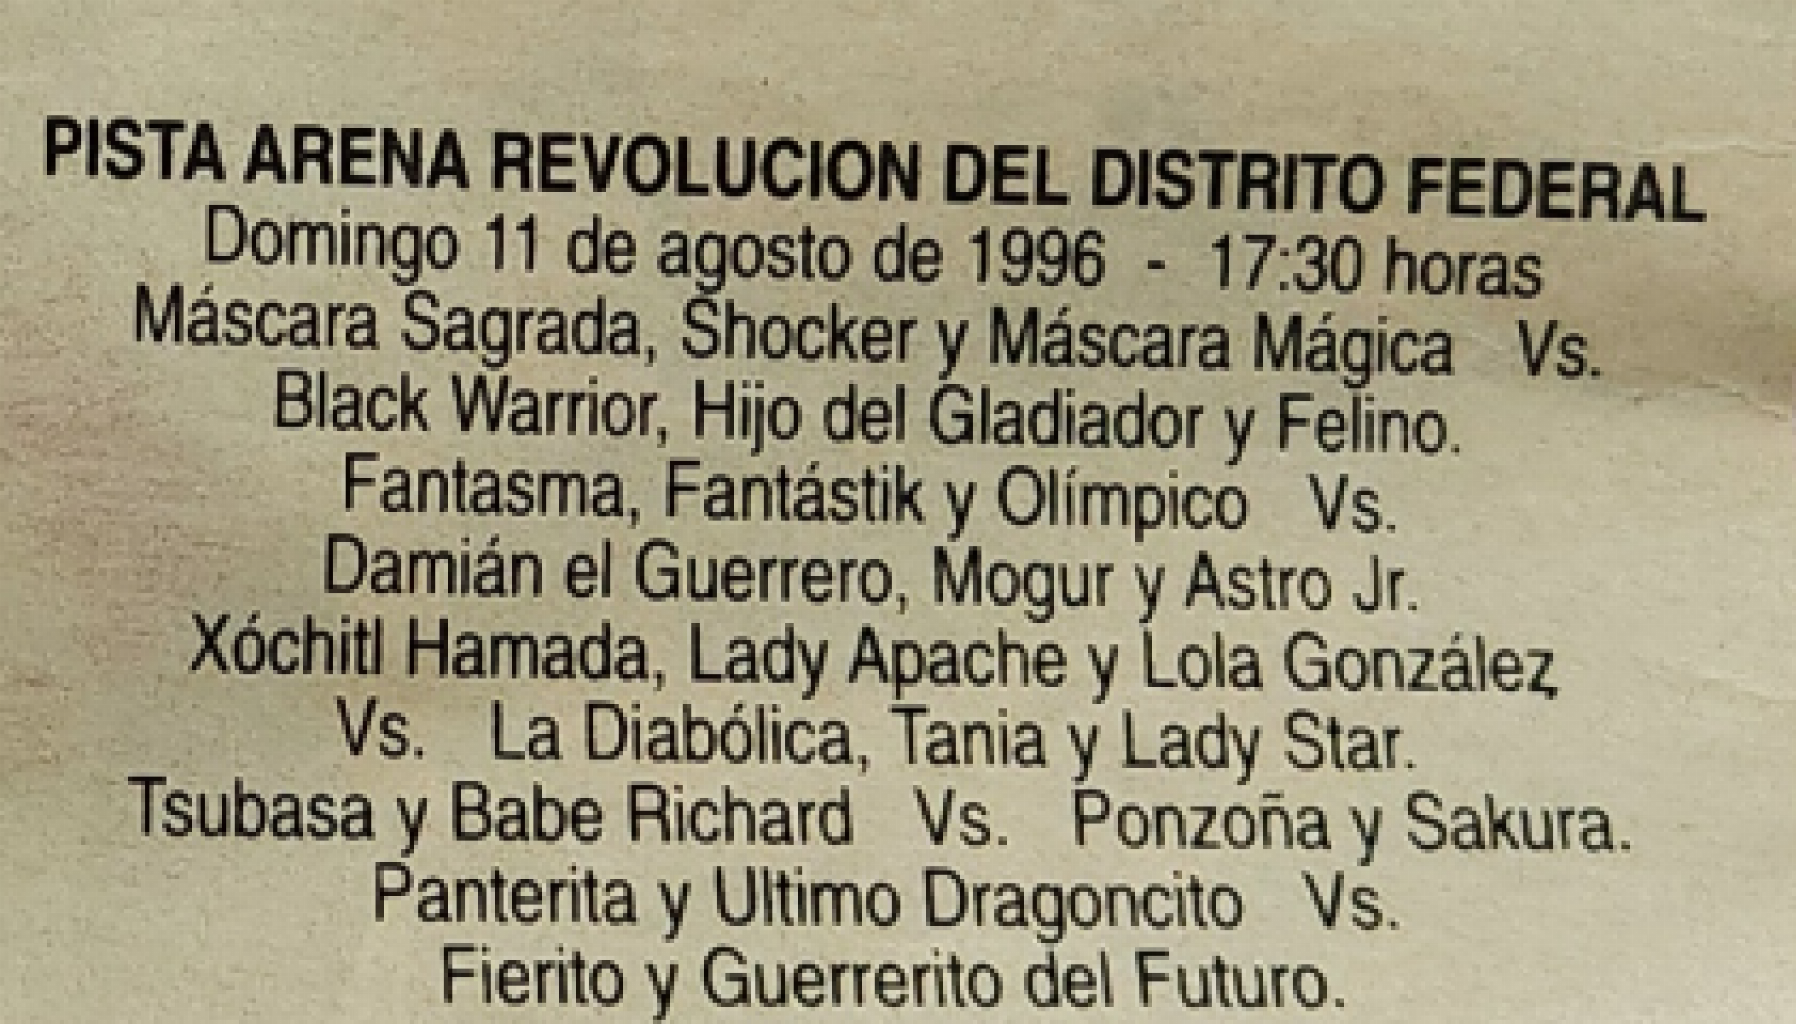 PISTA ARENA REVOLUCION DEL DISTRITO FEDERAL
Domingo 11 de agosto de 1996 - 17:30 horas
Máscara Sagrada, Shocker y Máscara Mágica Vs.
Black Warrior, Hijo del Gladiador y Felino.
Fantasma, Fantástik y Olímpico Vs.
Damián el Guerrero, Mogur y Astro Jr.
Xóchitl Hamada, Lady Apache y Lola González
Vs. La Diabólica, Tania y Lady Star.
Tsubasa y Babe Richard Vs. Ponzoña y Sakura.
Panterita y Ultimo Dragoncito Vs.
Fierito y Guerrerito del Futuro.